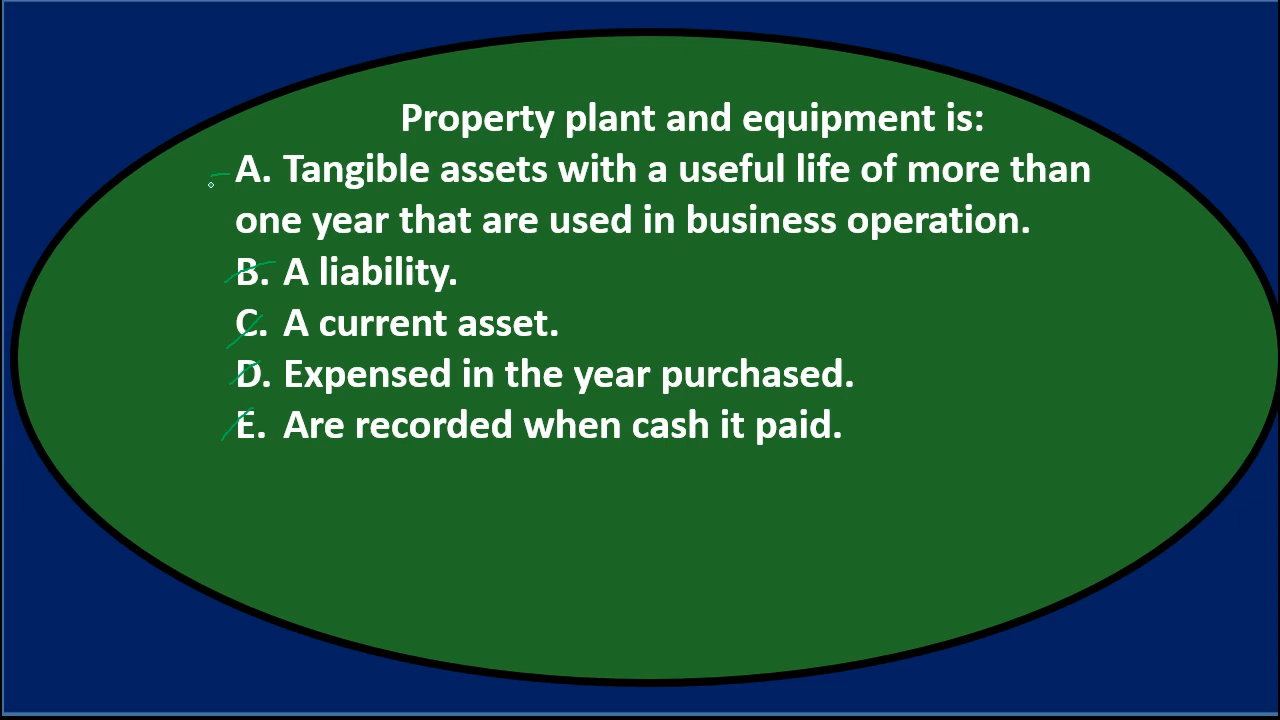 Property plant and equipment is:
A. Tangible assets with a useful life of more than
one year that are used in business operation.
B. A liability.
C. A current asset.
D. Expensed in the year purchased.
E. Are recorded when cash it paid.